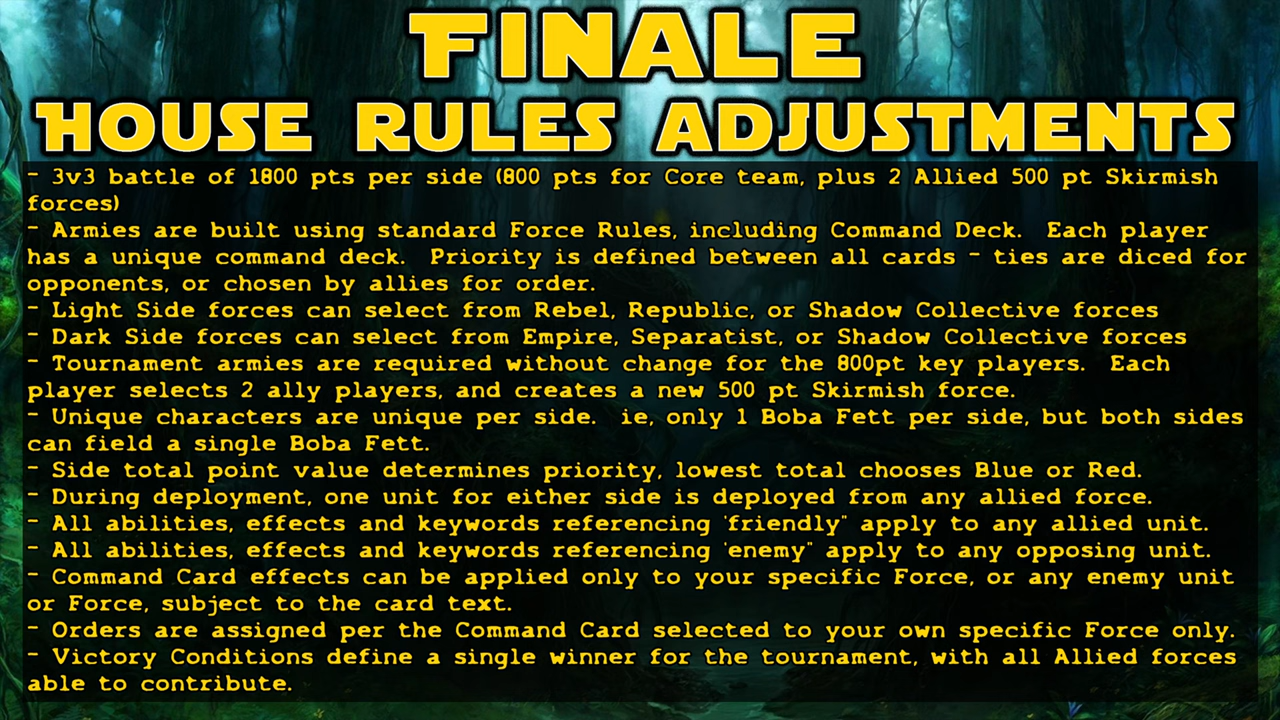 FINALE
HOUSE RULES ADJUSTMENTS
- 3v3 battle of 1800 pts per side (800 pts for Core team, plus 2 Allied 500 pt Skirmish
forces)
- Armies are built using standard Force Rules, including Command Deck.  Each player
has a unique command deck.  Priority is defined between all cards - ties are diced for
opponents, or chosen by allies for order.
- Light Side forces can select from Rebel, Republic, or Shadow Collective forces
- Dark Side forces can select from Empire, Separatist, or Shadow Collective forces
- Tournament armies are required without change for the 800pt key players.  Each
player selects 2 ally players, and creates a new 500 pt Skirmish force.
- Unique characters are unique per side.  ie, only 1 Boba Fett per side, but both sides
can field a single Boba Fett.
- Side total point value determines priority, lowest total chooses Blue or Red.
- During deployment, one unit for either side is deployed from any allied force.
- All abilities, effects and keywords referencing 'friendly" apply to any allied unit.
- All abilities, effects and keywords referencing 'enemy" apply to any opposing unit.
- Command Card effects can be applied only to your specific Force, or any enemy unit
or Force, subject to the card text.
- Orders are assigned per the Command Card selected to your own specific Force only.
- Victory Conditions define a single winner for the tournament, with all Allied forces
able to contribute.